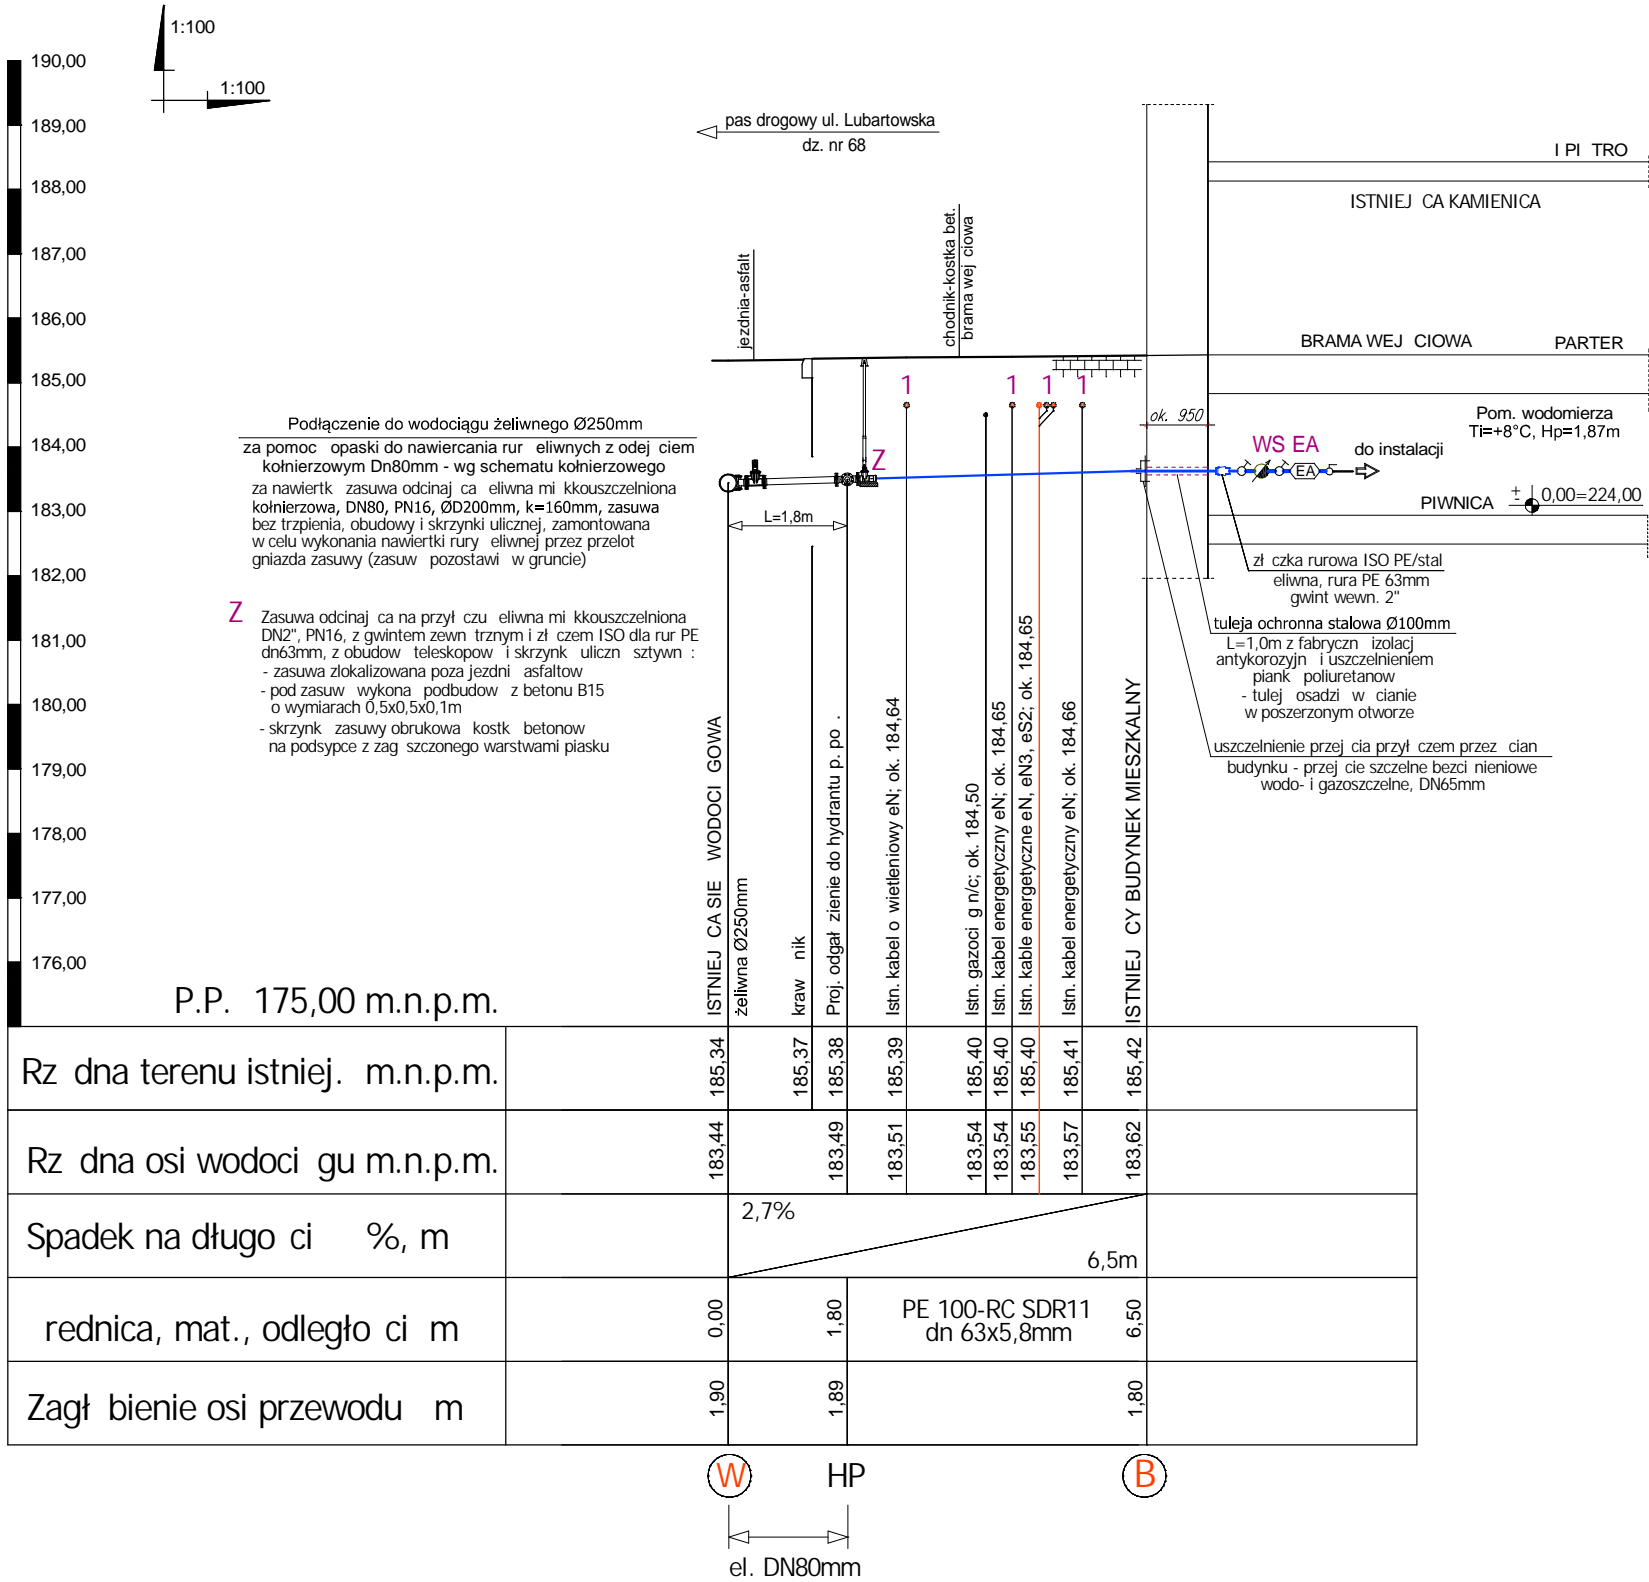 1:100
1:100
190,00
189,00
188,00
187,00
186,00
185,00
184,00
183,00
182,00
181,00
180,00
179,00
178,00
177,00
176,00
pas drogowy ul. Lubartowska
dz. nr 68
I PI TRO
ISTNIEJ CA KAMIENICA
jezdnia-asfalt
chodnik-kostka bet.
brama wej ciowa
BRAMA WEJ CIOWA
PARTER
1
1
1
1
ok. 950
Pom. wodomierza
Ti=+8°C, Hp=1,87m
WS EA
EA
do instalacji
PIWNICA
± 0,00=224,00
Z
L=1,8m
Podłączenie do wodociągu żeliwnego Ø250mm
za pomoc opaski do nawiercania rur eliwnych z odej ciem
kołnierzowym Dn80mm - wg schematu kołnierzowego
za nawiertk zasuwa odcinaj ca eliwna mi kkouszczelniona
kołnierzowa, DN80, PN16, ØD200mm, k=160mm, zasuwa
bez trzpienia, obudowy i skrzynki ulicznej, zamontowana
w celu wykonania nawiertki rury eliwnej przez przelot
gniazda zasuwy (zasuw pozostawi w gruncie)
Z
Zasuwa odcinaj ca na przył czu eliwna mi kkouszczelniona
DN2", PN16, z gwintem zewn trznym i zł czem ISO dla rur PE
dn63mm, z obudow teleskopow i skrzynk uliczn sztywn :
- zasuwa zlokalizowana poza jezdni asfaltow
- pod zasuw wykona podbudow z betonu B15
o wymiarach 0,5x0,5x0,1m
- skrzynk zasuwy obrukowa kostk betonow
na podsypce z zag szczonego warstwami piasku
zł czka rurowa ISO PE/stal
eliwna, rura PE 63mm
gwint wewn. 2"
tuleja ochronna stalowa Ø100mm
L=1,0m z fabryczn izolacj
antykorozyjn i uszczelnieniem
piank poliuretanow
- tulej osadzi w cianie
w poszerzonym otworze
uszczelnienie przej cia przył czem przez cian
budynku - przej cie szczelne bezci nieniowe
wodo- i gazoszczelne, DN65mm
ISTNIEJ CA SIE WODOCI GOWA
żeliwna Ø250mm
kraw nik
Proj. odgał zienie do hydrantu p. po .
Istn. kabel o wietleniowy eN; ok. 184,64
Istn. gazoci g n/c; ok. 184,50
Istn. kabel energetyczny eN; ok. 184,65
Istn. kable energetyczne eN, eN3, eS2; ok. 184,65
Istn. kabel energetyczny eN; ok. 184,66
ISTNIEJ CY BUDYNEK MIESZKALNY
P.P. 175,00 m.n.p.m.
Rz dna terenu istniej. m.n.p.m.
185,34
185,37
185,38
185,39
185,40
185,40
185,40
185,41
185,42
Rz dna osi wodoci gu m.n.p.m.
183,44
183,49
183,51
183,54
183,54
183,55
183,57
183,62
Spadek na długo ci %, m
2,7%
6,5m
rednica, mat., odległo ci m
0,00
1,80
PE 100-RC SDR11
dn 63x5,8mm
6,50
Zagł bienie osi przewodu m
1,90
1,89
1,80
W
HP
B
el. DN80mm